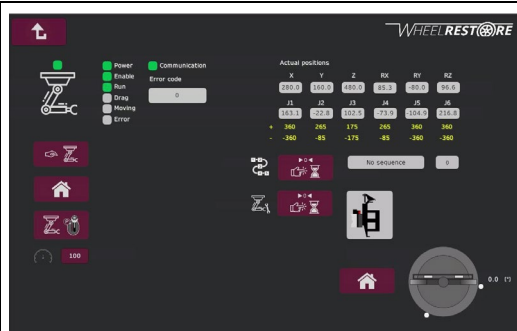 WHEELRESTORE
Power
Enable
Run
Drag
Moving
Error
Communication
Error code
0
Actual positions
X Y Z RX RY RZ
280.0 160.0 480.0 85.3 -80.0 96.6
J1 J2 J3 J4 J5 J6
163.1 -22.8 102.5 -73.9 -104.9 216.8
+ 360 265 175 265 360 360
- -360 -85 -175 -85 -360 -360
0
No sequence 0
0
100
0.0 (°)